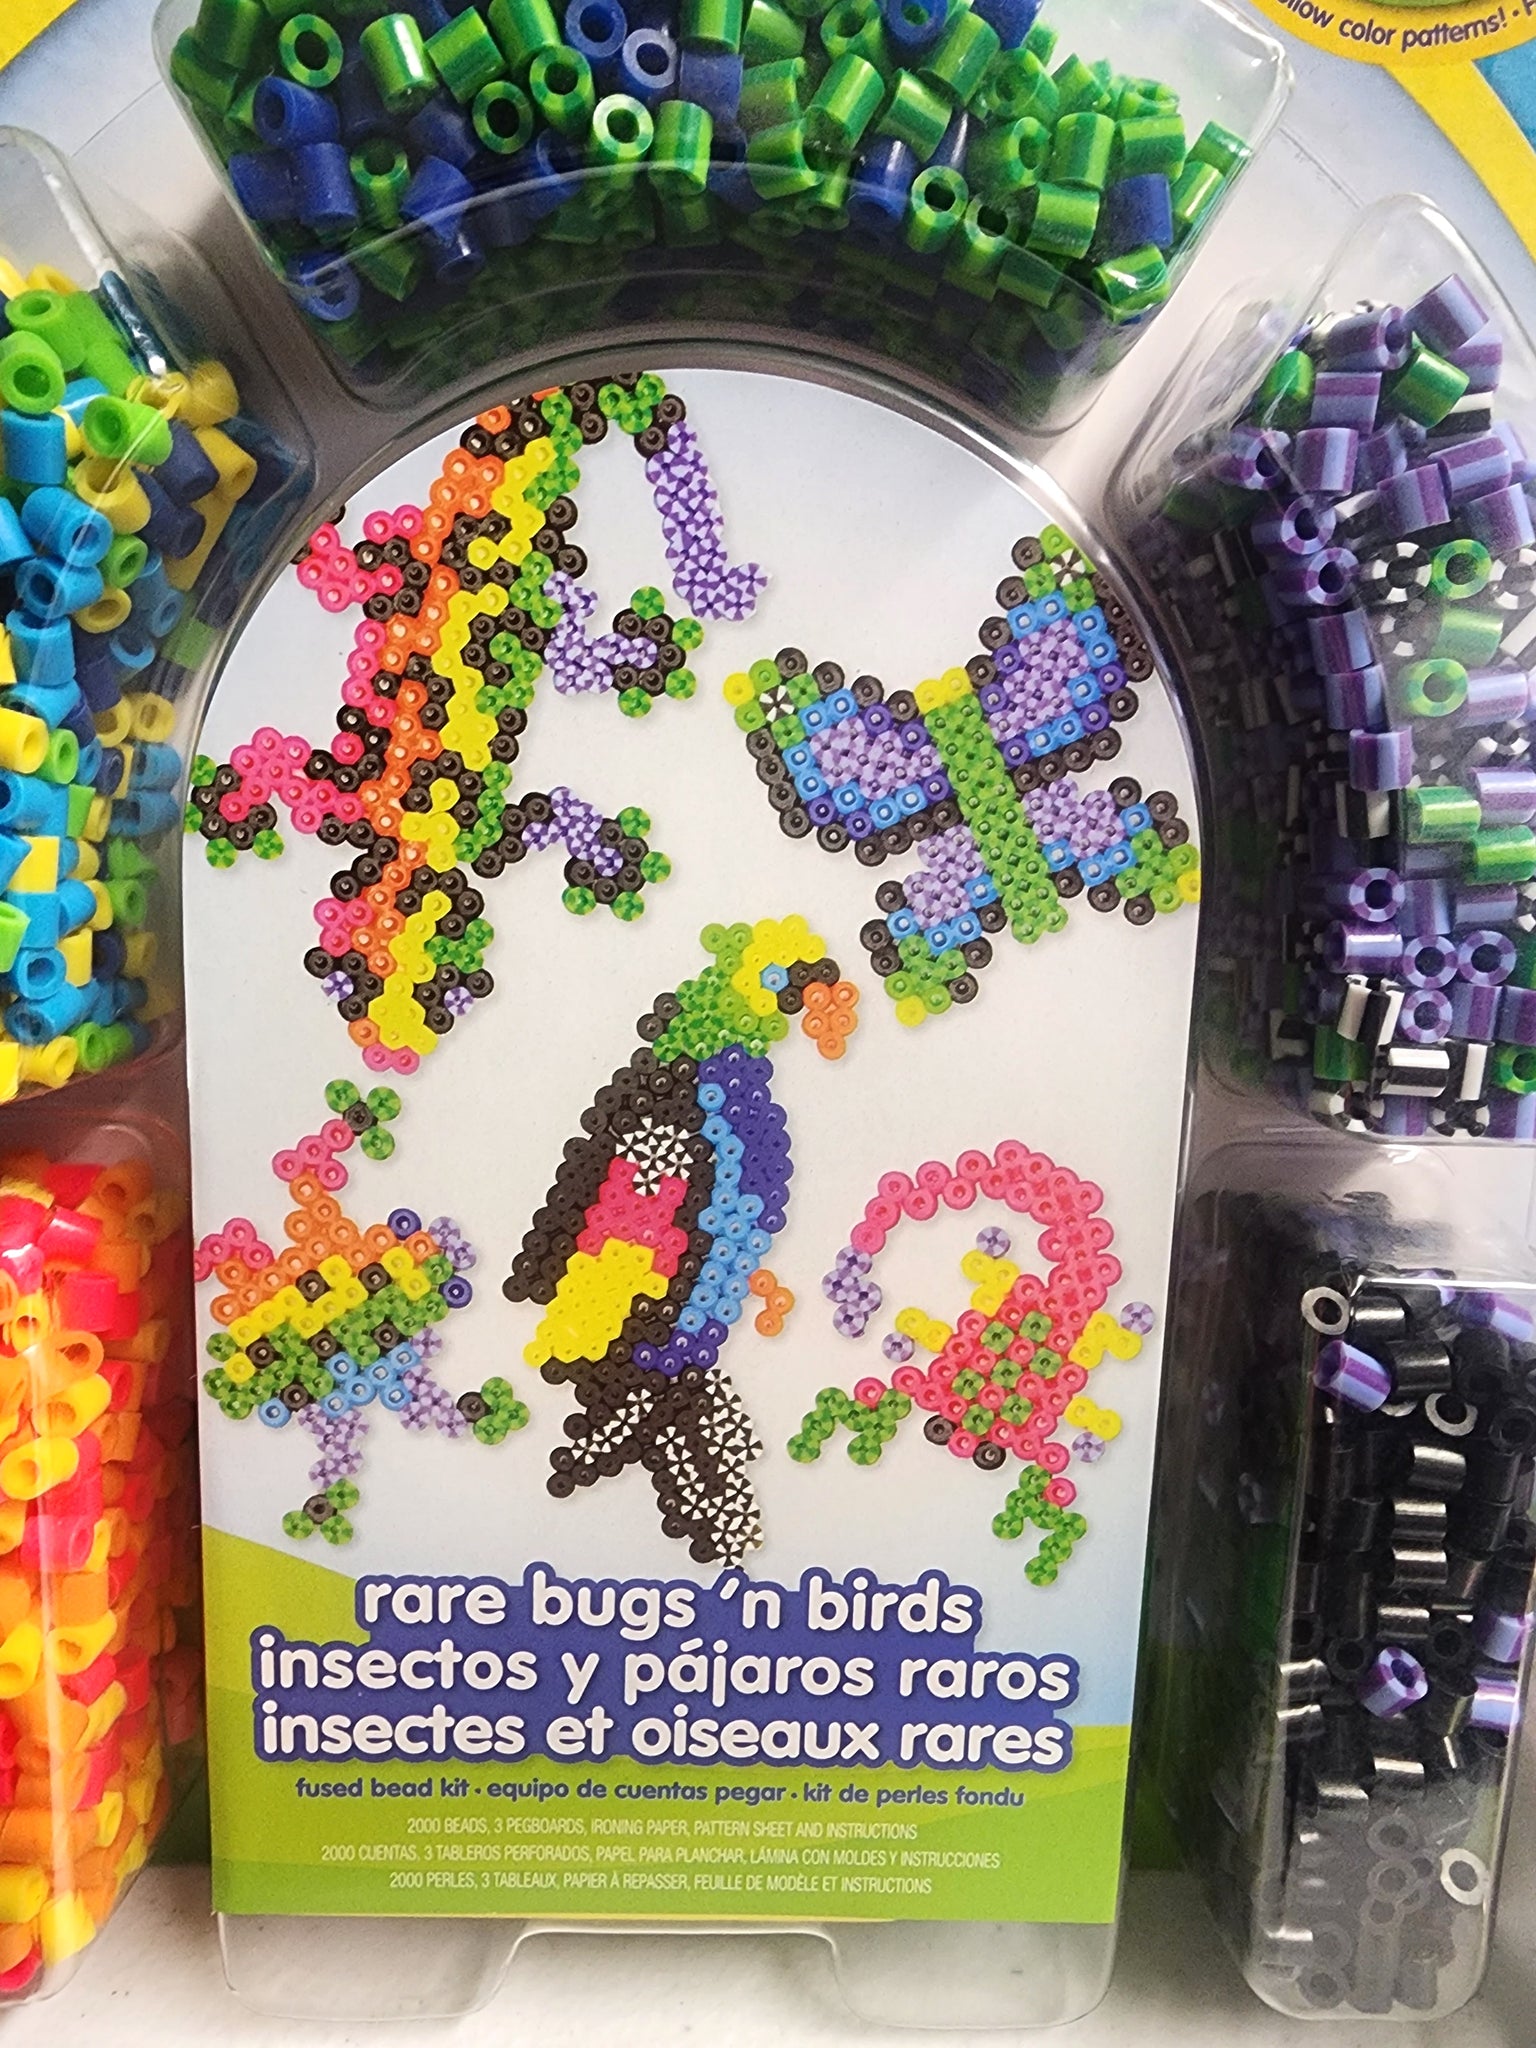 low color patterns! •
rare bugs 'n birds
insectos y pájaros raros
insectes et oiseaux rares
fused bead kit • equipo de cuentas pegar • kit de perles fondu
2000 BEADS, 3 PEGBOARDS, IRONING PAPER, PATTERN SHEET AND INSTRUCTIONS
2000 CUENTAS, 3 TABLEROS PERFORADOS, PAPEL PARA PLANCHAR, LÁMINA CON MOLDES Y INSTRUCCIONES
2000 PERLES, 3 TABLEAUX, PAPIER À REPASSER, FEUILLE DE MODÈLE ET INSTRUCTIONS